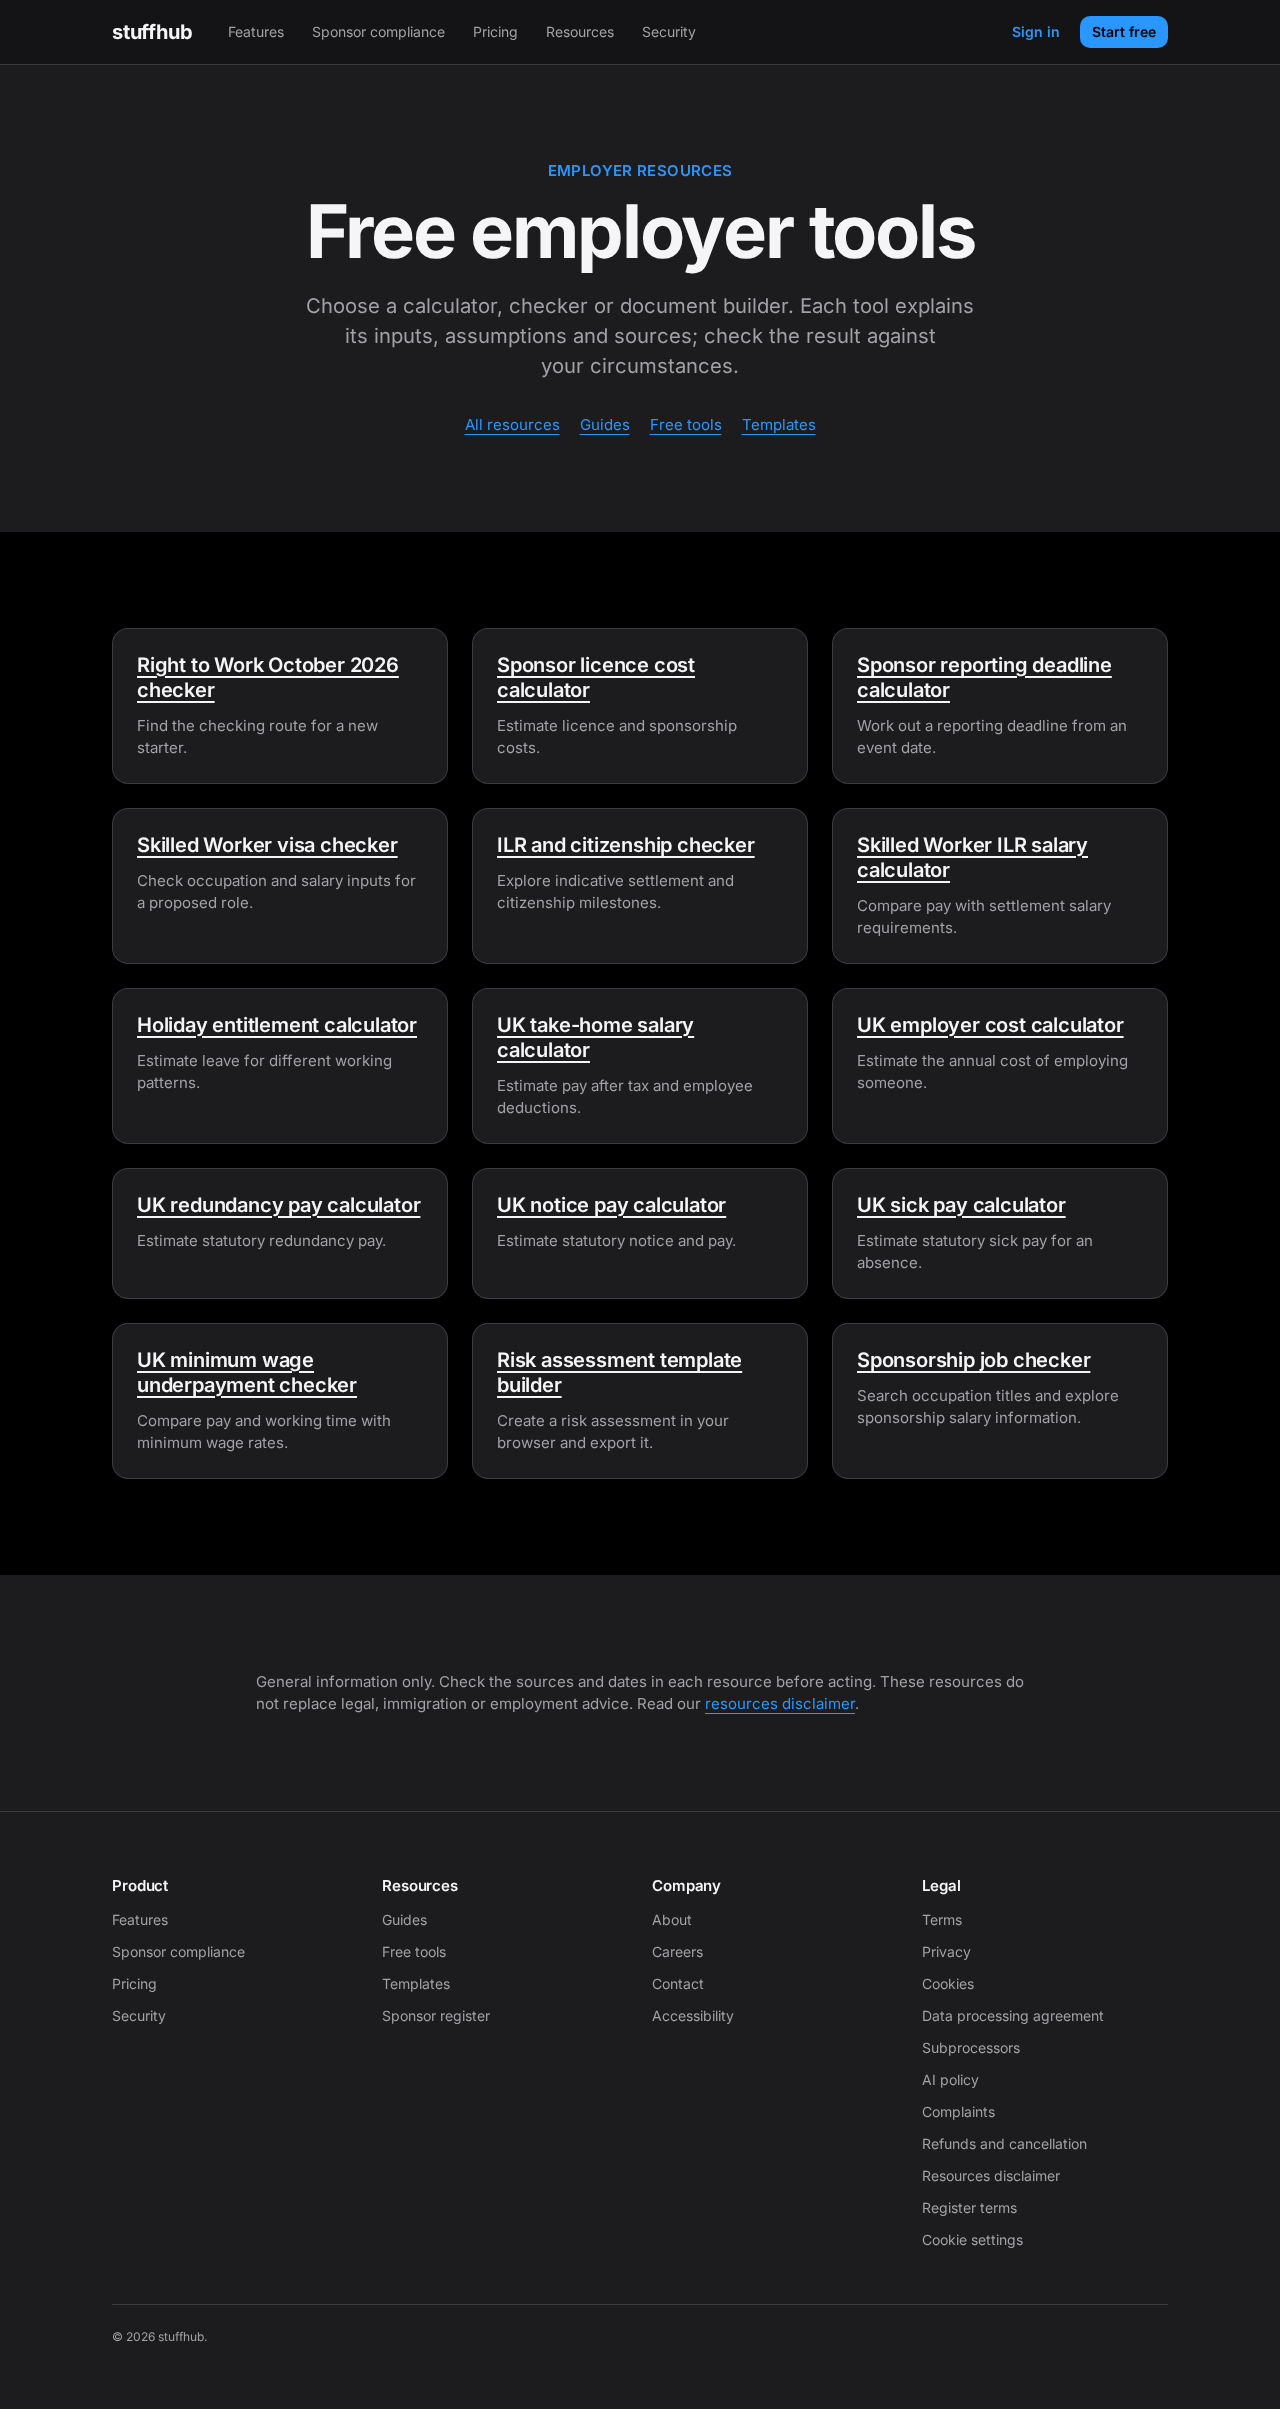 stuffhub Features Sponsor compliance Pricing Resources Security Sign in Start free
EMPLOYER RESOURCES
Free employer tools
Choose a calculator, checker or document builder. Each tool explains
its inputs, assumptions and sources; check the result against
your circumstances.
All resources Guides Free tools Templates
Right to Work October 2026
checker
Find the checking route for a new
starter.
Sponsor licence cost
calculator
Estimate licence and sponsorship
costs.
Sponsor reporting deadline
calculator
Work out a reporting deadline from an
event date.
Skilled Worker visa checker
Check occupation and salary inputs for
a proposed role.
ILR and citizenship checker
Explore indicative settlement and
citizenship milestones.
Skilled Worker ILR salary
calculator
Compare pay with settlement salary
requirements.
Holiday entitlement calculator
Estimate leave for different working
patterns.
UK take-home salary
calculator
Estimate pay after tax and employee
deductions.
UK employer cost calculator
Estimate the annual cost of employing
someone.
UK redundancy pay calculator
Estimate statutory redundancy pay.
UK notice pay calculator
Estimate statutory notice and pay.
UK sick pay calculator
Estimate statutory sick pay for an
absence.
UK minimum wage
underpayment checker
Compare pay and working time with
minimum wage rates.
Risk assessment template
builder
Create a risk assessment in your
browser and export it.
Sponsorship job checker
Search occupation titles and explore
sponsorship salary information.
General information only. Check the sources and dates in each resource before acting. These resources do
not replace legal, immigration or employment advice. Read our resources disclaimer.
Product
Features
Sponsor compliance
Pricing
Security
Resources
Guides
Free tools
Templates
Sponsor register
Company
About
Careers
Contact
Accessibility
Legal
Terms
Privacy
Cookies
Data processing agreement
Subprocessors
AI policy
Complaints
Refunds and cancellation
Resources disclaimer
Register terms
Cookie settings
© 2026 stuffhub.